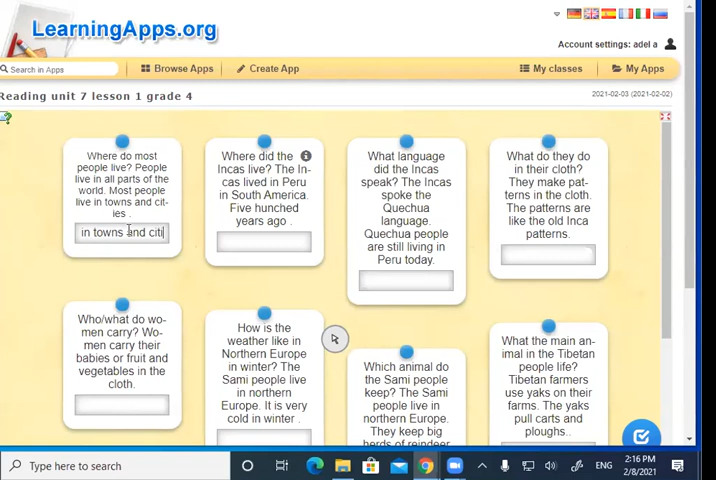 LearningApps.org
Account settings: adel a
Search in Apps
Browse Apps
Create App
My classes
My Apps
Reading unit 7 lesson 1 grade 4
2021-02-03 (2021-02-02)
Where do most
people live? People
live in all parts of the
world. Most people
live in towns and cit-
ies .
in towns and citi
Where did the
Incas live? The In-
cas lived in Peru
in South America.
Five hunched
years ago .
What language
did the Incas
speak? The Incas
spoke the
Quechua
language.
Quechua people
are still living in
Peru today.
What do they do
in their cloth?
They make pat-
terns in the cloth.
The patterns are
like the old Inca
patterns.
Who/what do wo-
men carry? Wo-
men carry their
babies or fruit and
vegetables in the
cloth.
How is the
weather like in
Northern Europe
in winter? The
Sami people live
in northern
Europe. It is very
cold in winter .
Which animal do
the Sami people
keep? The Sami
people live in
northern Europe.
They keep big
herds of reindeer
What the main an-
imal in the Tibetan
people life?
Tibetan farmers
use yaks on their
farms. The yaks
pull carts and
ploughs..
Type here to search
ENG
2:16 PM
2/8/2021